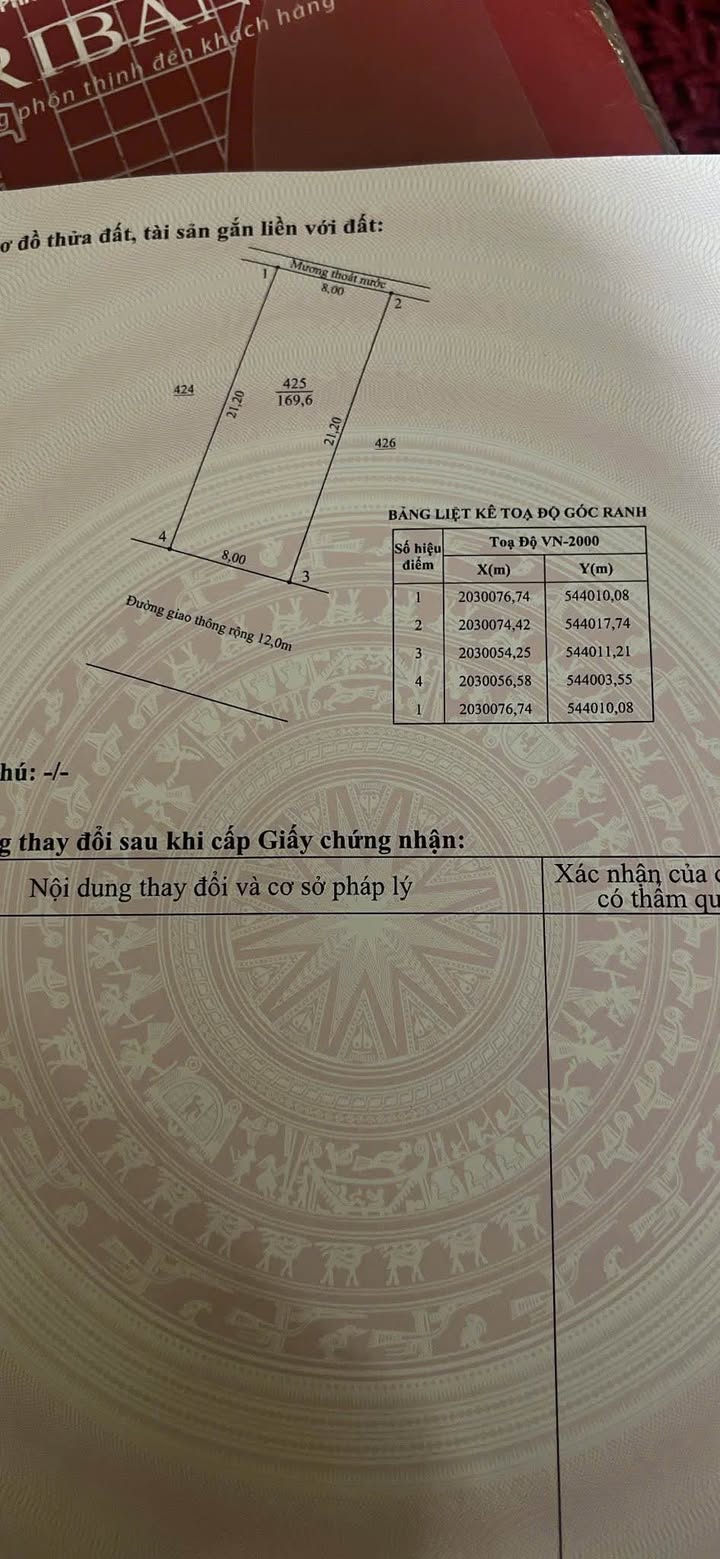 RIBA
g phồn thịnh đến khách hàng
ơ đồ thửa đất, tài sản gắn liền với đất:
Mương thoát nước
1
8,00
2
424
21,20
425
169,6
21,20
426
4
8,00
3
Đường giao thông rộng 12,0m
BẢNG LIỆT KÊ TOẠ ĐỘ GÓC RANH
Số hiệu điểm Toạ Độ VN-2000
X(m) Y(m)
1 2030076,74 544010,08
2 2030074,42 544017,74
3 2030054,25 544011,21
4 2030056,58 544003,55
1 2030076,74 544010,08
hú: -/-
g thay đổi sau khi cấp Giấy chứng nhận:
Nội dung thay đổi và cơ sở pháp lý
Xác nhận của c
có thẩm qu